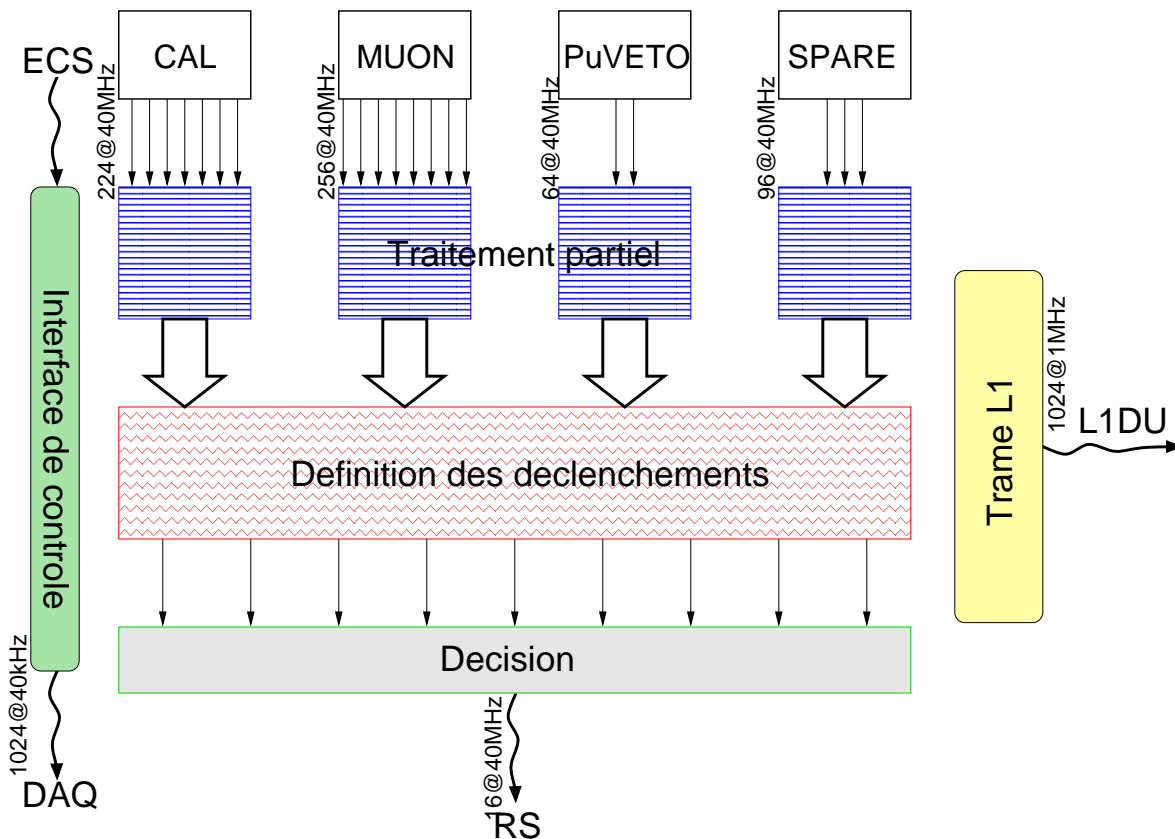 ECS
CAL
MUON
PuVETO
SPARE
224@40MHz
256@40MHz
64@40MHz
96@40MHz
Traitement partiel
Interface de controle
Definition des declenchements
Trame L1
1024@1MHz
L1DU
Decision
1024@40kHz
16@40MHz
DAQ
RS